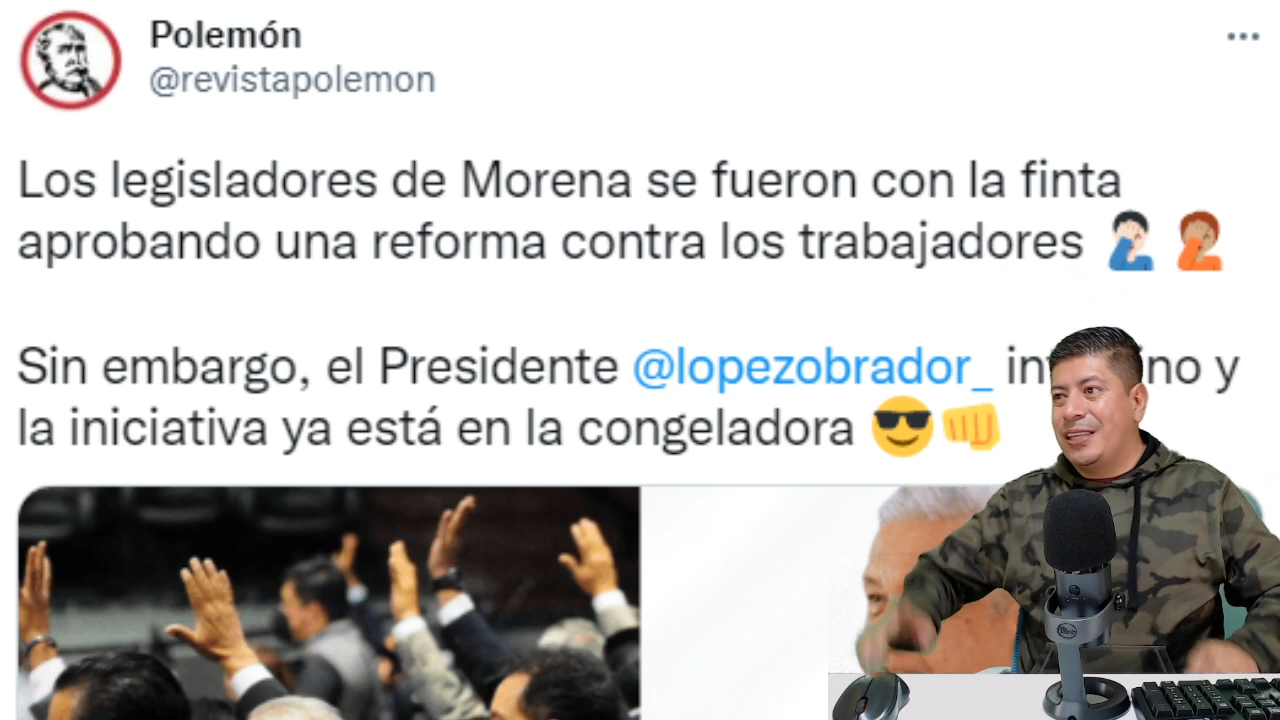 Polemón
@revistapolemon
Los legisladores de Morena se fueron con la finta
aprobando una reforma contra los trabajadores
Sin embargo, el Presidente @lopezobrador_ y
la iniciativa ya está en la congeladora